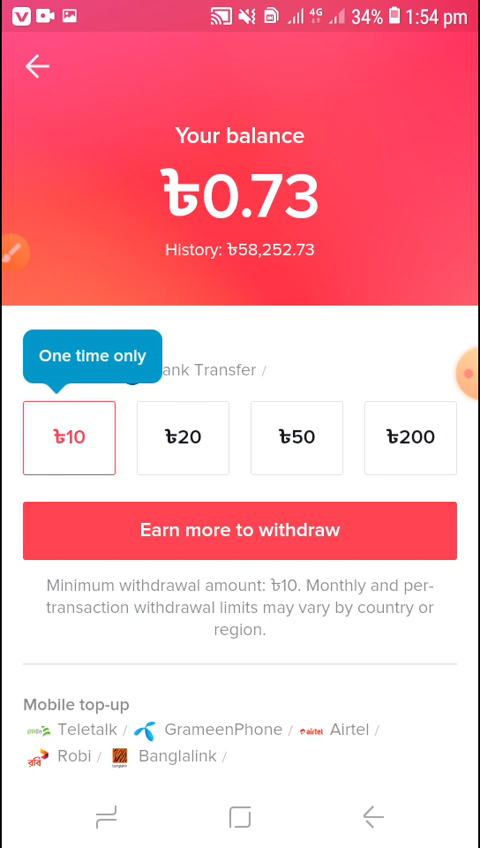 4G 34% 1:54 pm
Your balance
৳0.73
History: ৳58,252.73
One time only
ank Transfer /
৳10 ৳20 ৳50 ৳200
Earn more to withdraw
Minimum withdrawal amount: ৳10. Monthly and per-
transaction withdrawal limits may vary by country or
region.
Mobile top-up
Teletalk / GrameenPhone / airtel Airtel /
রবি Robi / Banglalink /